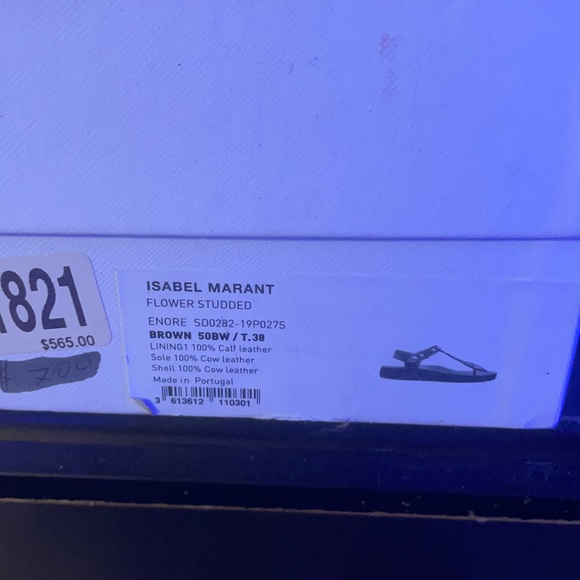 1821
$565.00
200
ISABEL MARANT
FLOWER STUDDED
ENORE SD0282-19P027S
BROWN 50BW / T.38
LINING1 100% Calf leather
Sole 100% Cow leather
Shell 100% Cow leather
Made in Portugal
3 613612 110301